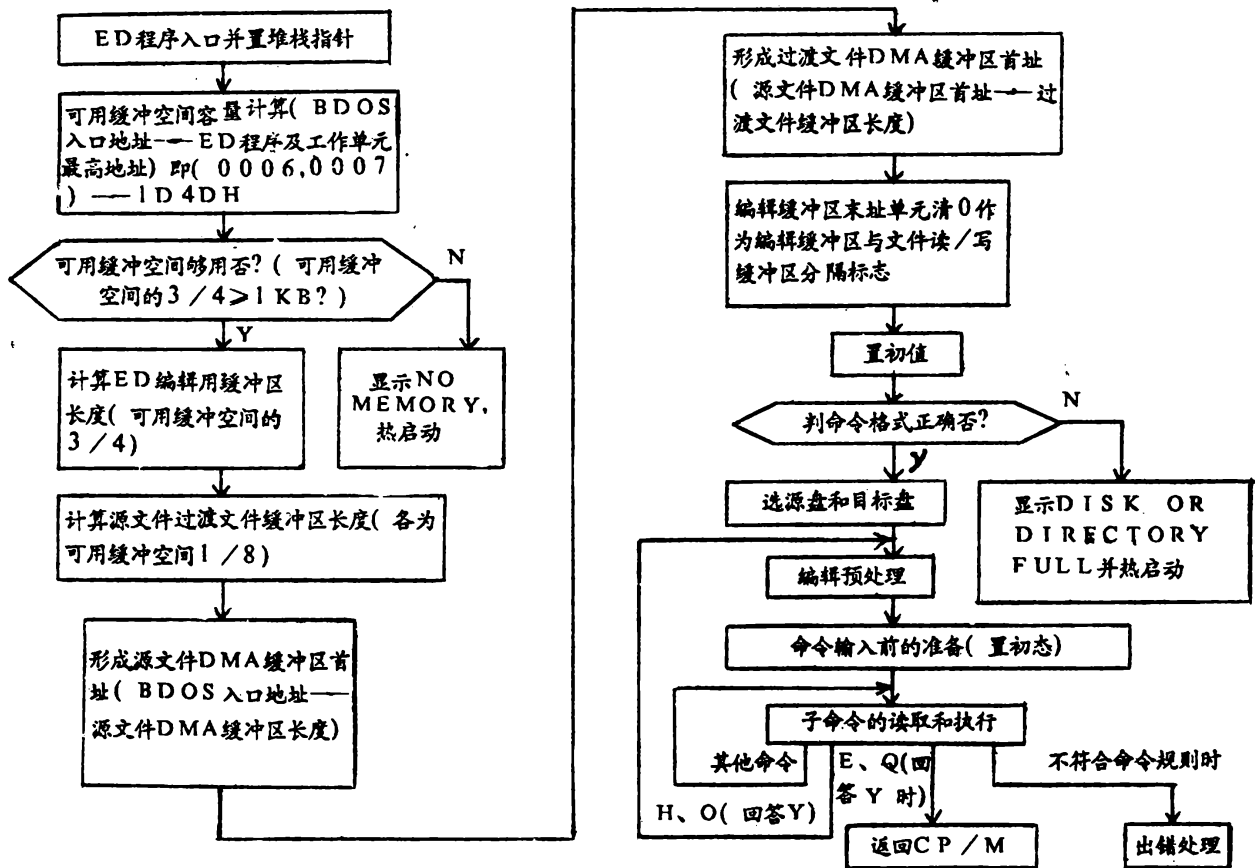 ED程序入口并置堆栈指针
可用缓冲空间容量计算( BDOS
入口地址——ED程序及工作单元
最高地址) 即( 0006,0007
) ——1D4DH
可用缓冲空间够用否?( 可用缓冲
空间的3/4≥1KB?)
N
Y
计算ED编辑用缓冲区
长度( 可用缓冲空间的
3/4)
显示NO
MEMORY,
热启动
计算源文件过渡文件缓冲区长度( 各为
可用缓冲空间1/8)
形成源文件DMA缓冲区首
址( BDOS入口地址——
源文件DMA缓冲区长度)
形成过渡文件DMA缓冲区首址
( 源文件DMA缓冲区首址——过
渡文件缓冲区长度)
编辑缓冲区末址单元清0作
为编辑缓冲区与文件读/写
缓冲区分隔标志
置初值
判命令格式正确否?
N
y
选源盘和目标盘
显示DISK OR
DIRECTORY
FULL并热启动
编辑预处理
命令输入前的准备( 置初态)
子命令的读取和执行
其他命令
E、Q(回
答Y时)
不符合命令规则时
H、O( 回答Y)
返回CP/M
出错处理